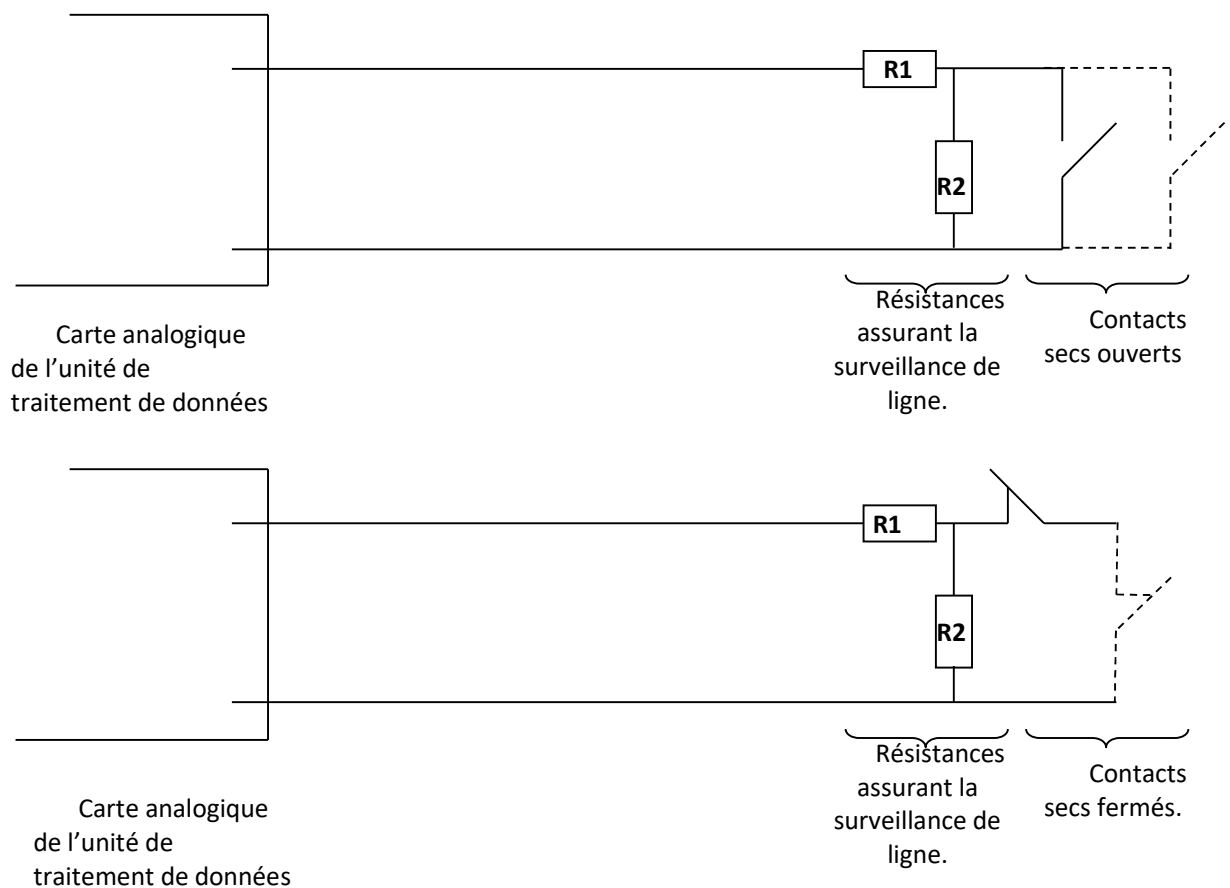 R1
R2
Résistances
assurant la
surveillance de
ligne.
Contacts
secs ouverts
Carte analogique
de l’unité de
traitement de données
R1
R2
Résistances
assurant la
surveillance de
ligne.
Contacts
secs fermés.
Carte analogique
de l’unité de
traitement de données